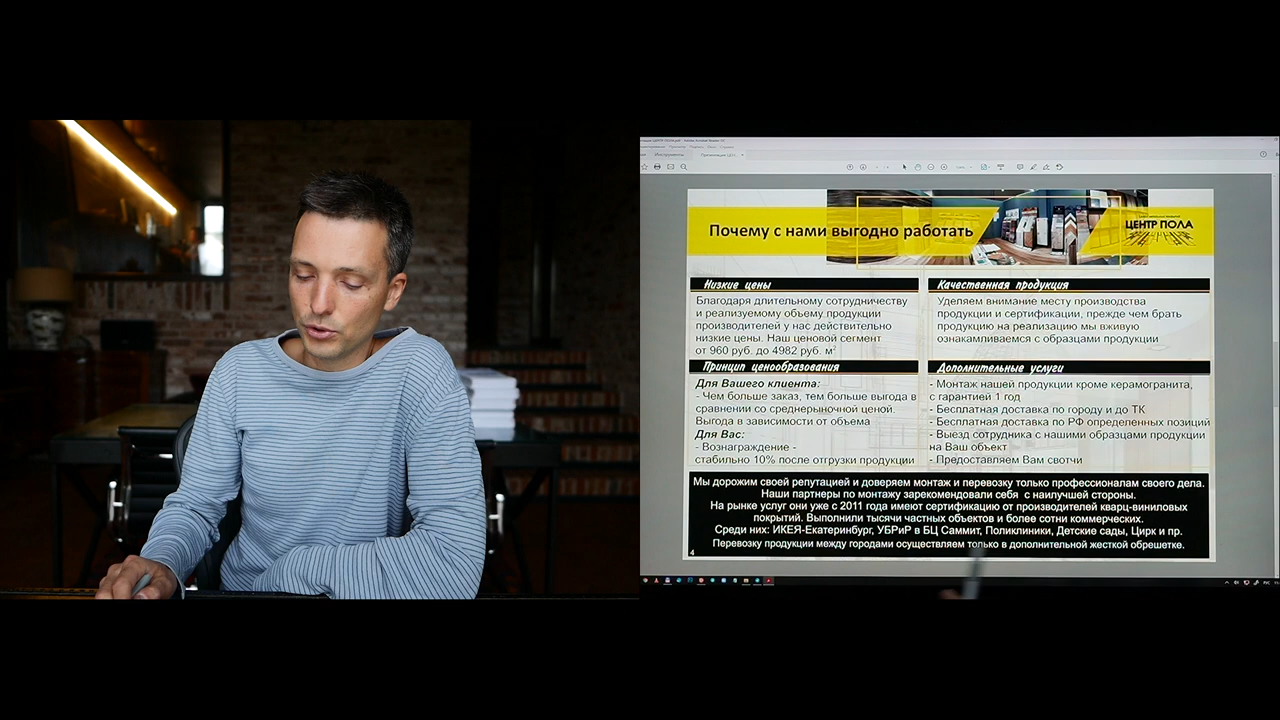 Инструменты
Почему с нами выгодно работать
ЦЕНТР ПОЛА
Низкие цены
Благодаря длительному сотрудничеству
и реализуемому объему продукции
производителей у нас действительно
низкие цены. Наш ценовой сегмент
от 960 руб. до 4982 руб. м²
Качественная продукция
Уделяем внимание месту производства
продукции и сертификации, прежде чем брать
продукцию на реализацию мы вживую
ознакамливаемся с образцами продукции
Принцип ценообразования
Для Вашего клиента:
- Чем больше заказ, тем больше выгода в
сравнении со среднерыночной ценой.
Выгода в зависимости от объема
Для Вас:
- Вознаграждение -
стабильно 10% после отгрузки продукции
Дополнительные услуги
- Монтаж нашей продукции кроме керамогранита,
с гарантией 1 год
- Бесплатная доставка по городу и до ТК
- Бесплатная доставка по РФ определенных позиций
- Выезд сотрудника с нашими образцами продукции
на Ваш объект
- Предоставляем Вам свотчи
Мы дорожим своей репутацией и доверяем монтаж и перевозку только профессионалам своего дела.
Наши партнеры по монтажу зарекомендовали себя с наилучшей стороны.
На рынке услуг они уже с 2011 года имеют сертификацию от производителей кварц-виниловых
покрытий. Выполнили тысячи частных объектов и более сотни коммерческих.
Среди них: ИКЕЯ-Екатеринбург, УБРиР в БЦ Саммит, Поликлиники, Детские сады, Цирк и пр.
Перевозку продукции между городами осуществляем только в дополнительной жесткой обрешетке.
4